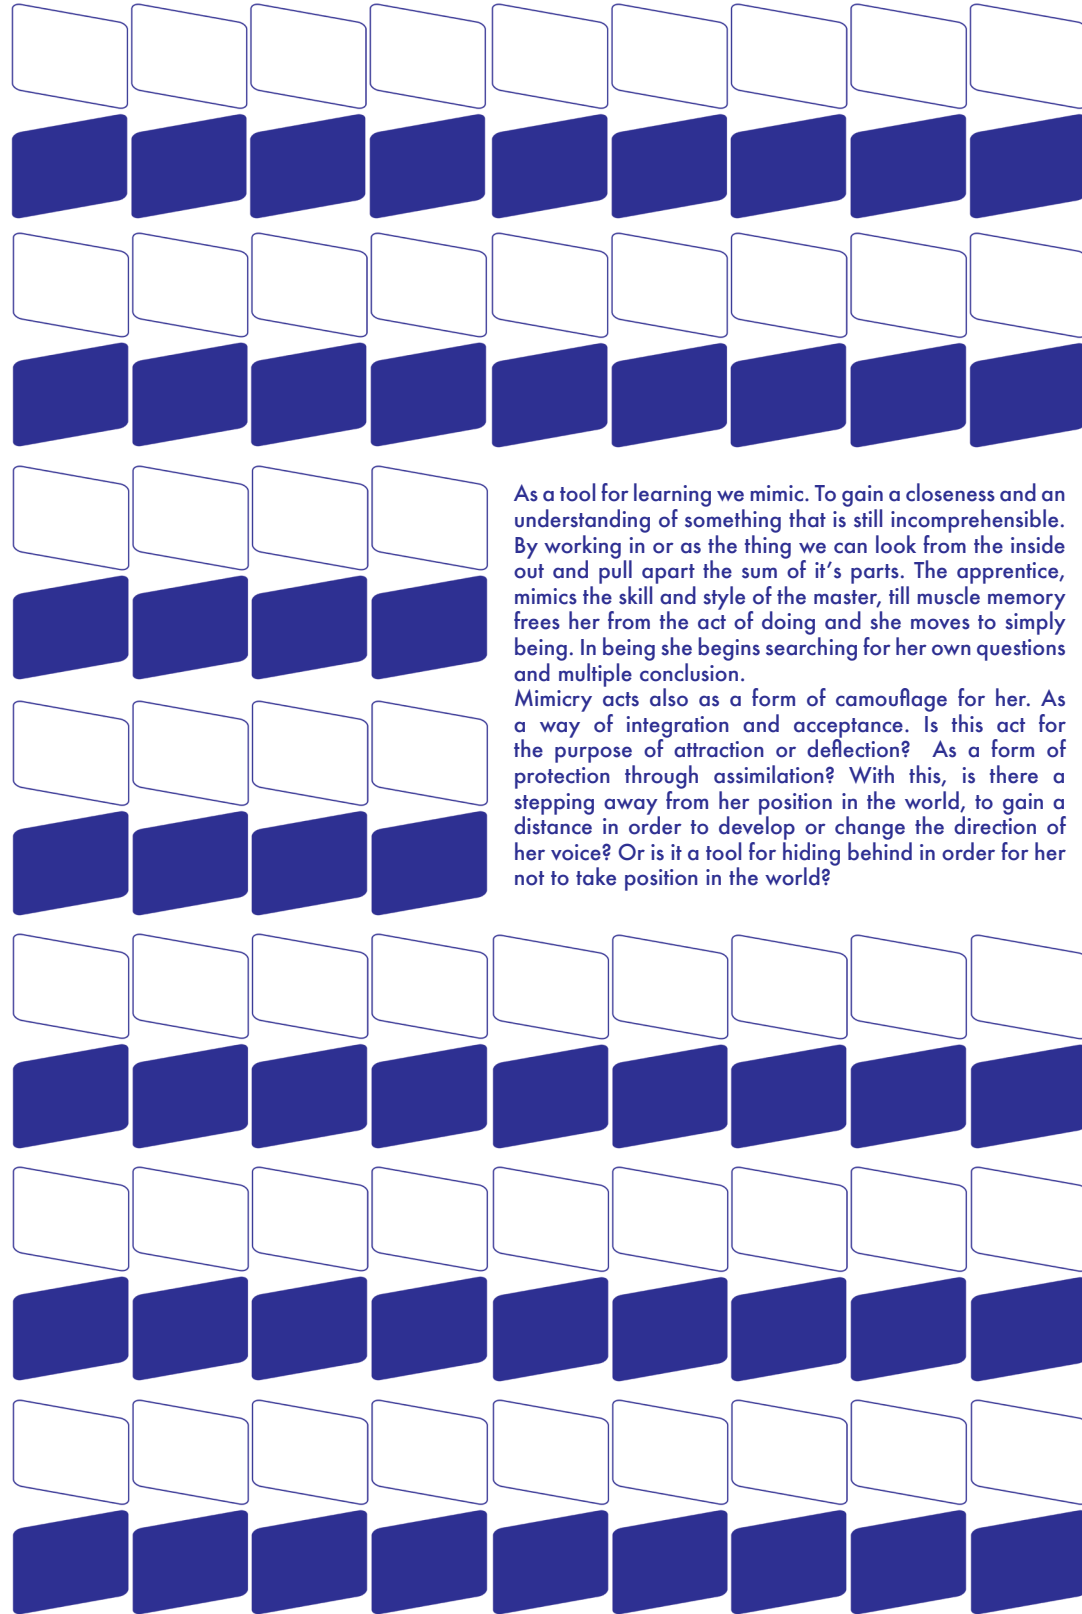 As a tool for learning we mimic. To gain a closeness and an
understanding of something that is still incomprehensible.
By working in or as the thing we can look from the inside
out and pull apart the sum of it’s parts. The apprentice,
mimics the skill and style of the master, till muscle memory
frees her from the act of doing and she moves to simply
being. In being she begins searching for her own questions
and multiple conclusion.
Mimicry acts also as a form of camouflage for her. As
a way of integration and acceptance. Is this act for
the purpose of attraction or deflection?  As a form of
protection through assimilation? With this, is there a
stepping away from her position in the world, to gain a
distance in order to develop or change the direction of
her voice? Or is it a tool for hiding behind in order for her
not to take position in the world?